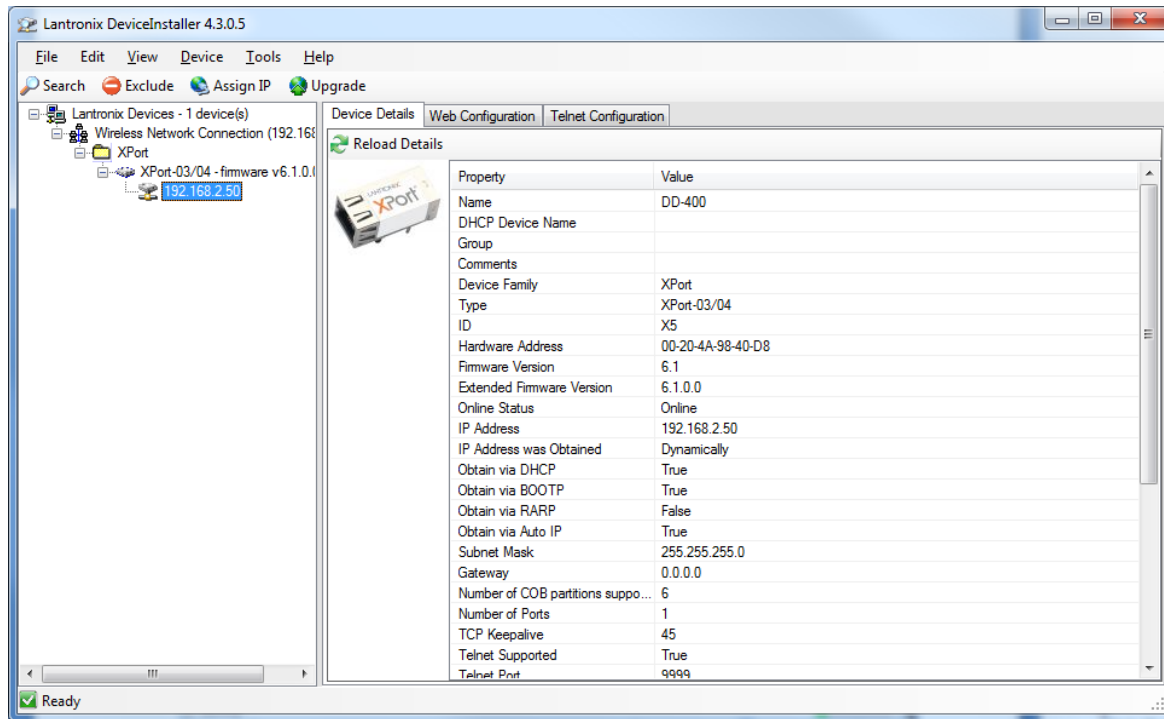 Lantronix DeviceInstaller 4.3.0.5
File Edit View Device Tools Help
Search Exclude Assign IP Upgrade
Lantronix Devices - 1 device(s)
Wireless Network Connection (192.168
XPort
XPort-03/04 - firmware v6.1.0.0
192.168.2.50
Device Details Web Configuration Telnet Configuration
Reload Details
LANTRONIX
XPort
Property Value
Name DD-400
DHCP Device Name
Group
Comments
Device Family XPort
Type XPort-03/04
ID X5
Hardware Address 00-20-4A-98-40-D8
Firmware Version 6.1
Extended Firmware Version 6.1.0.0
Online Status Online
IP Address 192.168.2.50
IP Address was Obtained Dynamically
Obtain via DHCP True
Obtain via BOOTP True
Obtain via RARP False
Obtain via Auto IP True
Subnet Mask 255.255.255.0
Gateway 0.0.0.0
Number of COB partitions suppo... 6
Number of Ports 1
TCP Keepalive 45
Telnet Supported True
Telnet Port 9999
Ready